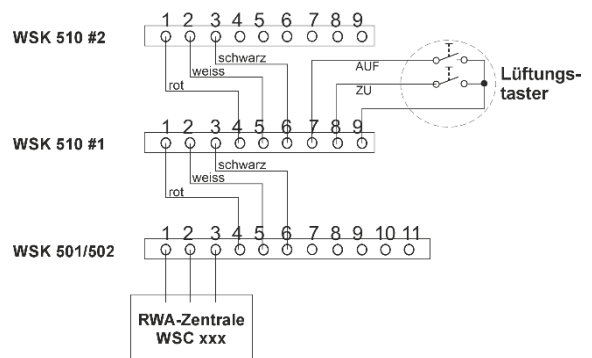 WSK 510 #2
1 2 3 4 5 6 7 8 9
schwarz
weiss
rot
AUF
ZU
Lüftungs-
taster
WSK 510 #1
1 2 3 4 5 6 7 8 9
schwarz
weiss
rot
WSK 501/502
1 2 3 4 5 6 7 8 9 10 11
RWA-Zentrale
WSC xxx